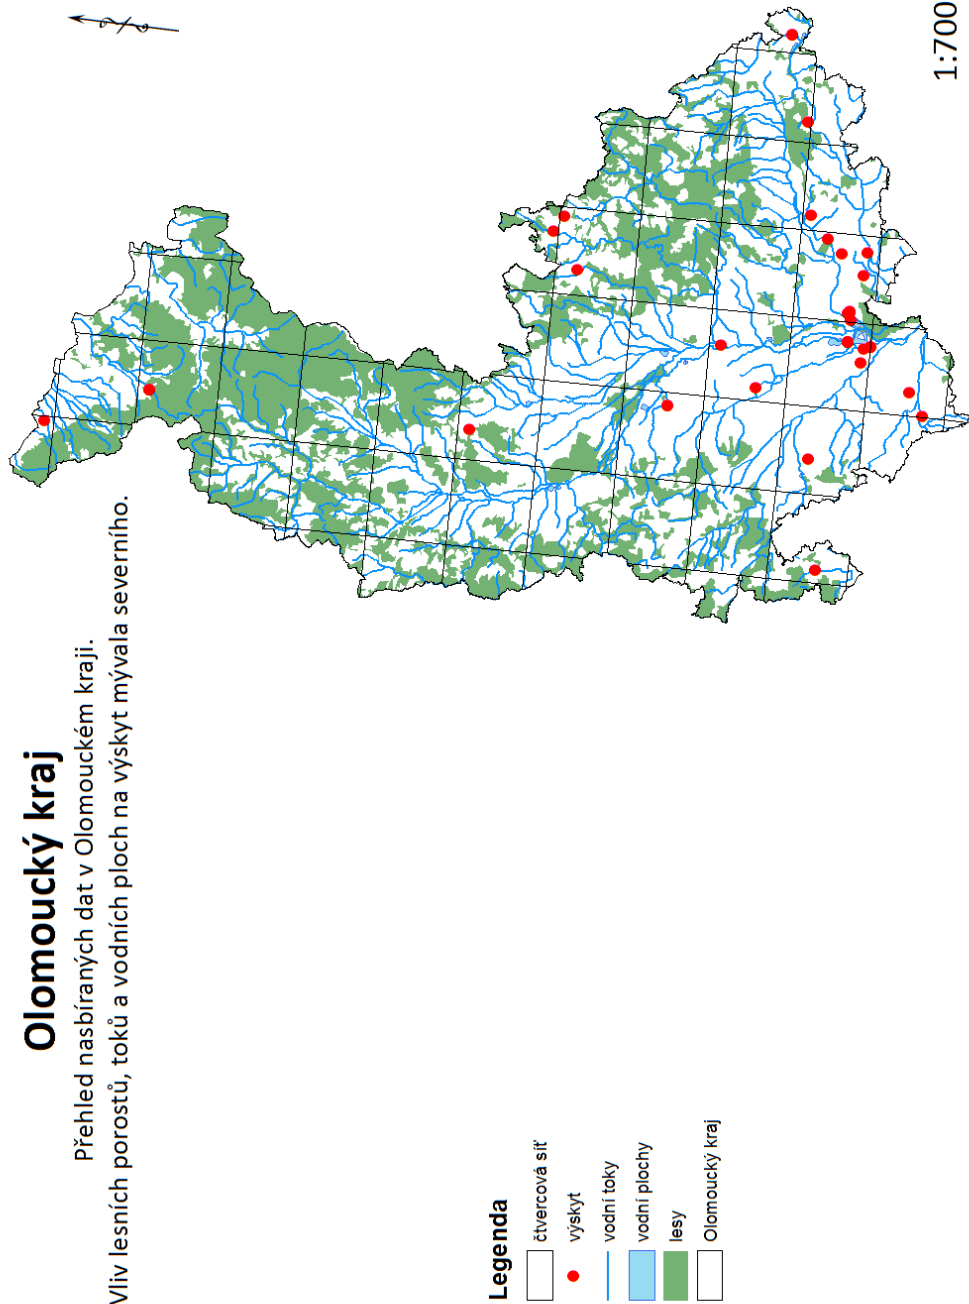 Olomoucký kraj
Přehled nasbíraných dat v Olomouckém kraji.
Vliv lesních porostů, toků a vodních ploch na výskyt mývala severního.
Legenda
čtvercová síť
výskyt
vodní toky
vodní plochy
lesy
Olomoucký kraj
1:700